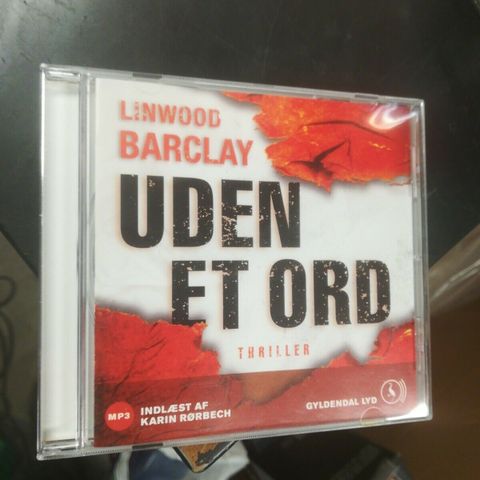 LINWOOD
BARCLAY
UDEN
ET ORD
THRILLER
MP3
INDLÆST AF
KARIN RØRBECH
GYLDENDAL LYD